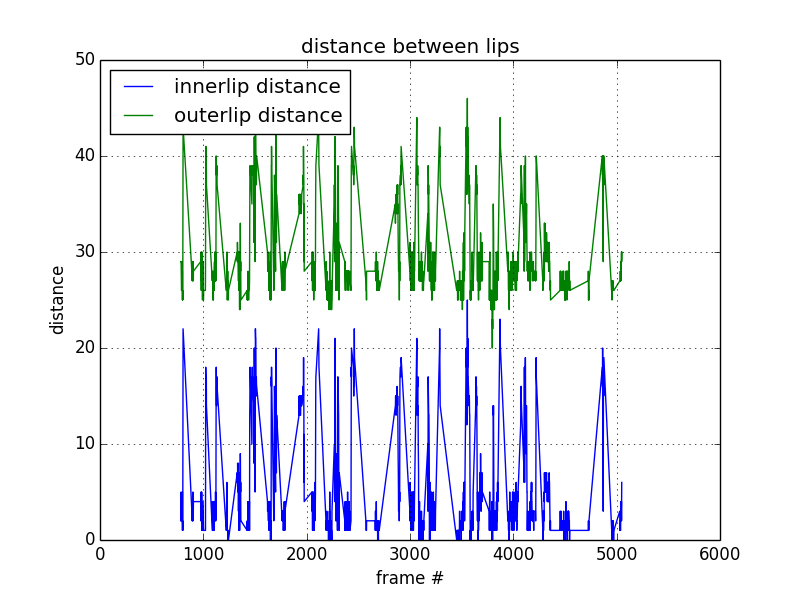 distance between lips
innerlip distance
outerlip distance
50
40
30
20
10
0
distance
0 1000 2000 3000 4000 5000 6000
frame #